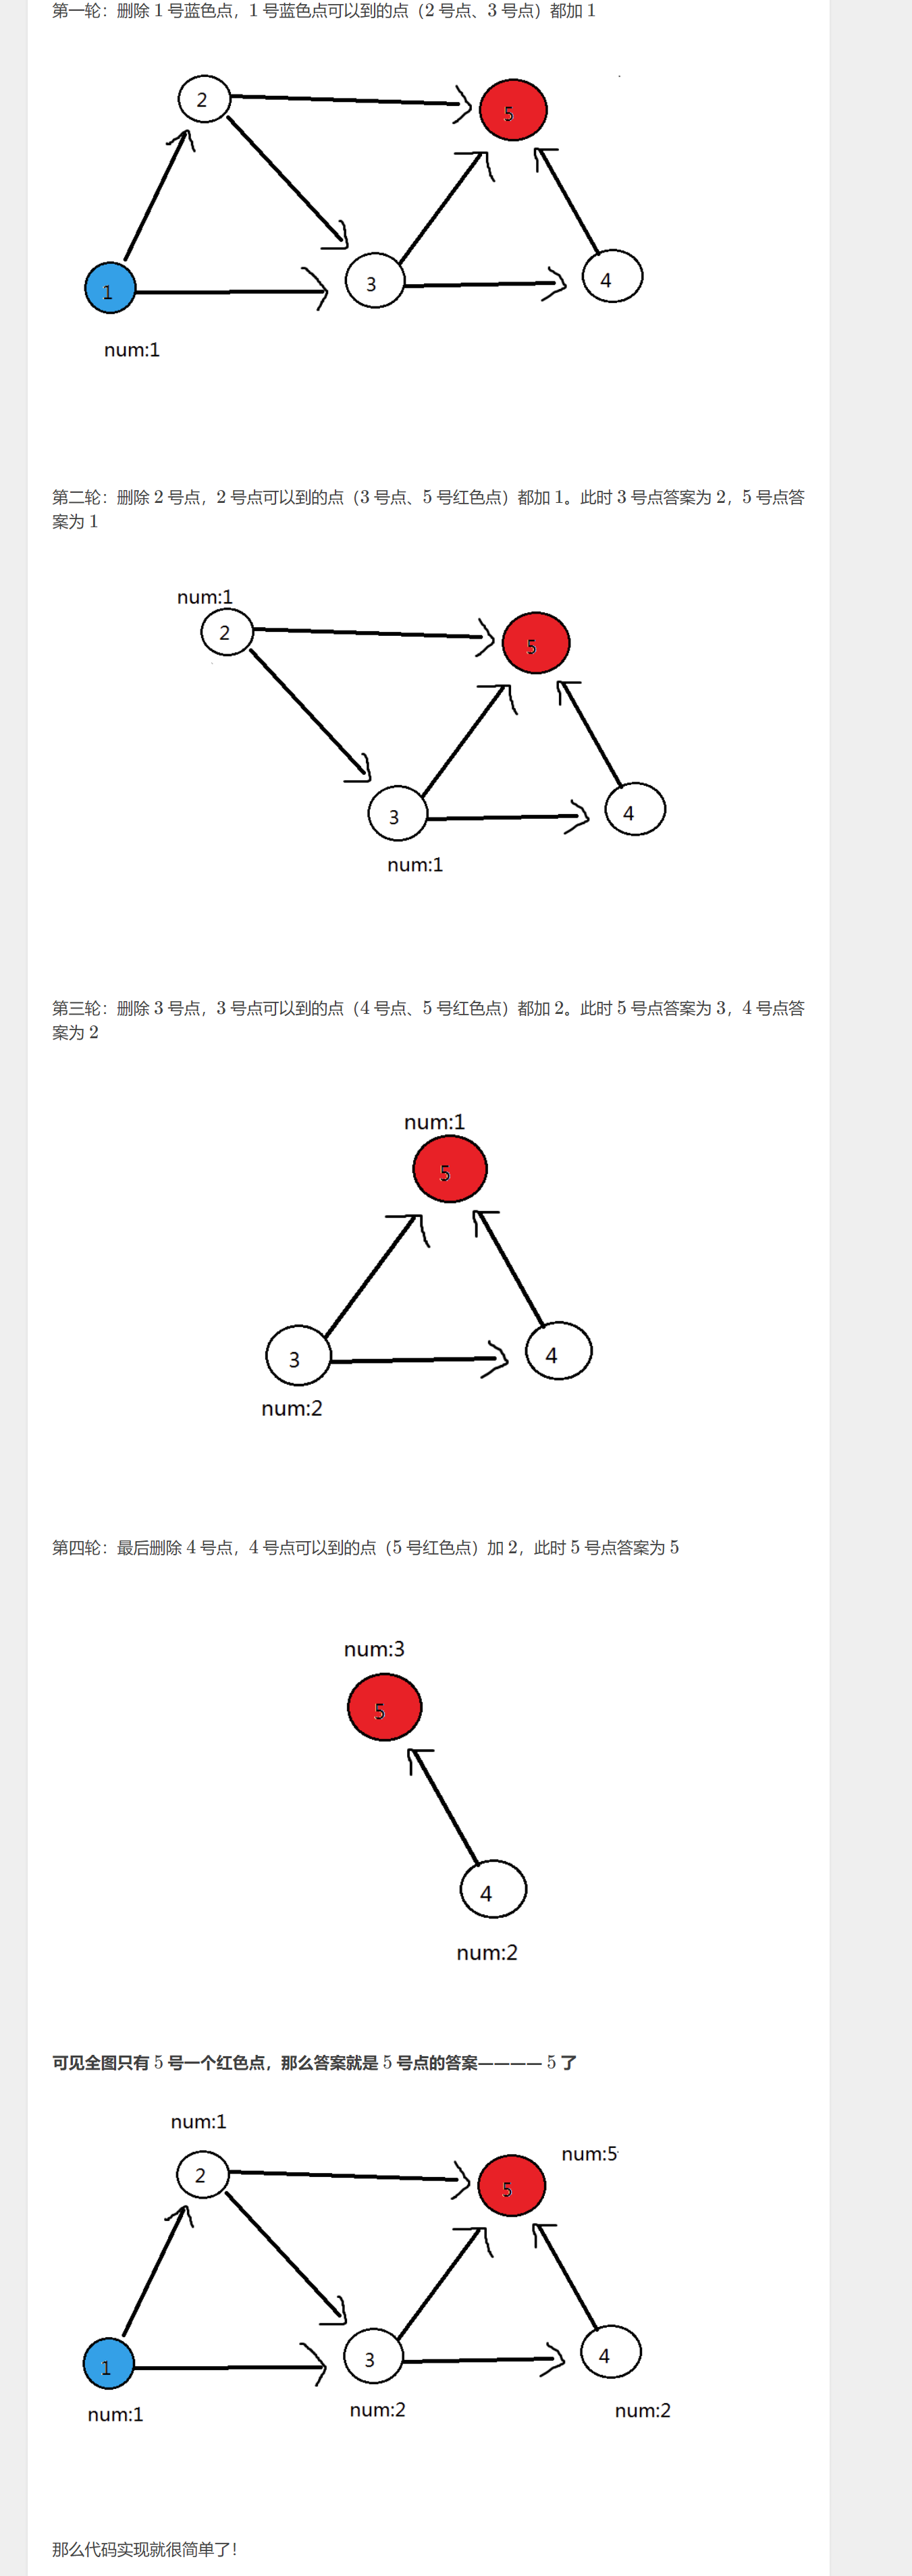 第一轮：删除 1 号蓝色点，1 号蓝色点可以到的点（2 号点、3 号点）都加 1
2
5
1
3
4
num:1
第二轮：删除 2 号点，2 号点可以到的点（3 号点、5 号红色点）都加 1。此时 3 号点答案为 2，5 号点答
案为 1
num:1
2
5
3
4
num:1
第三轮：删除 3 号点，3 号点可以到的点（4 号点、5 号红色点）都加 2。此时 5 号点答案为 3，4 号点答
案为 2
num:1
5
3
4
num:2
第四轮：最后删除 4 号点，4 号点可以到的点（5 号红色点）加 2，此时 5 号点答案为 5
num:3
5
4
num:2
可见全图只有 5 号一个红色点，那么答案就是 5 号点的答案———— 5 了
num:1
num:5
2
5
1
3
4
num:1
num:2
num:2
那么代码实现就很简单了！